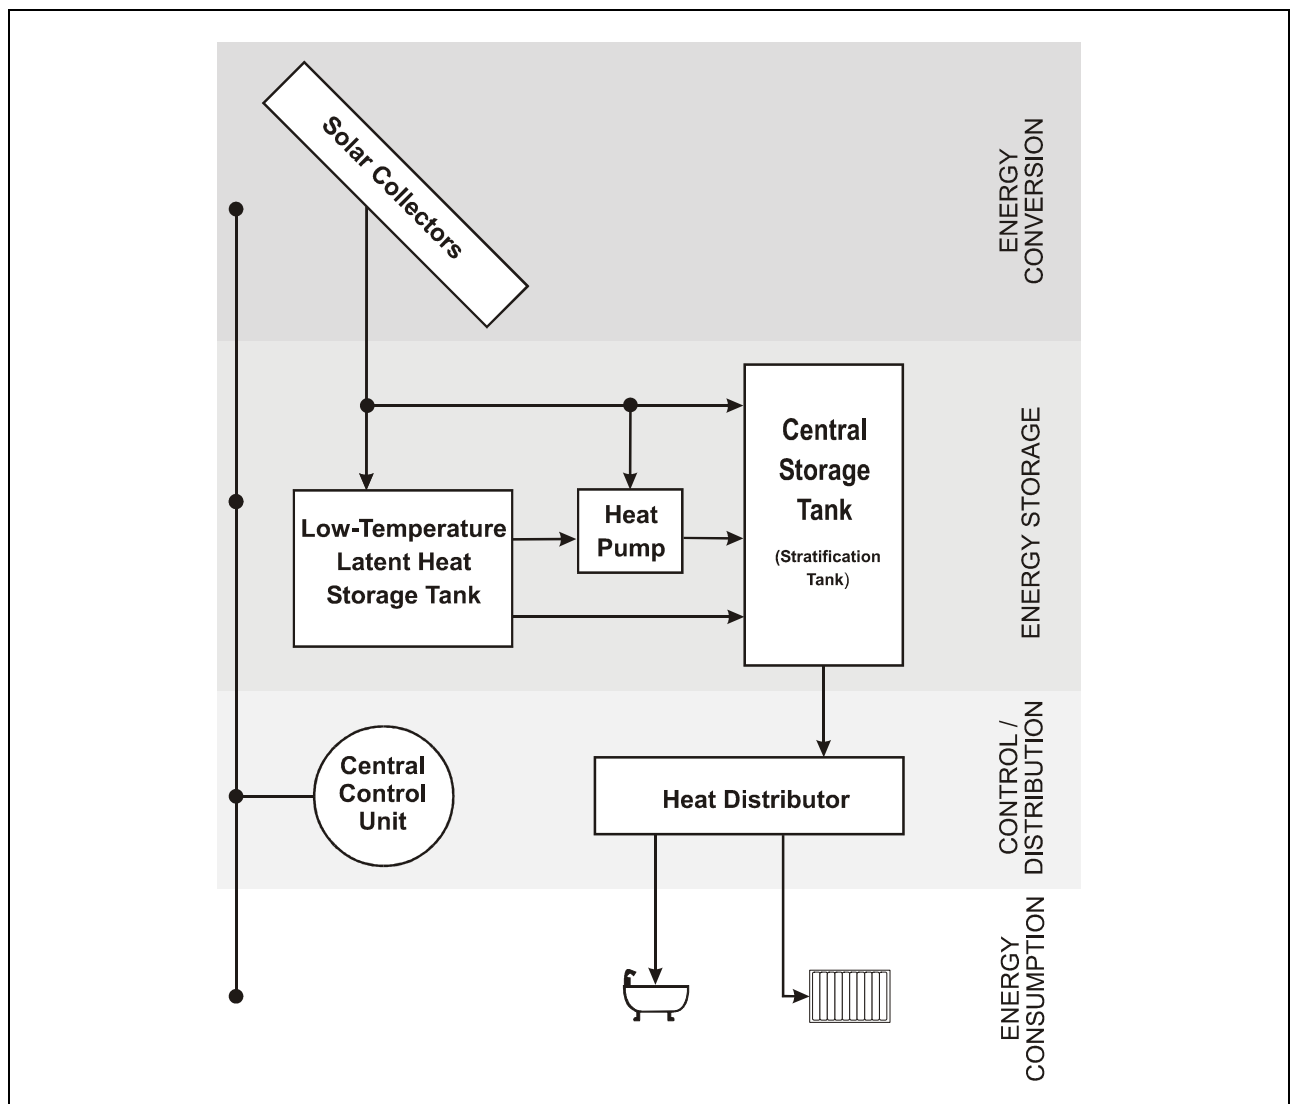 Solar Collectors
ENERGY
CONVERSION
Central
Storage
Tank
(Stratification
Tank)
Heat
Pump
Low-Temperature
Latent Heat
Storage Tank
ENERGY STORAGE
Central
Control
Unit
Heat Distributor
CONTROL /
DISTRIBUTION
ENERGY
CONSUMPTION